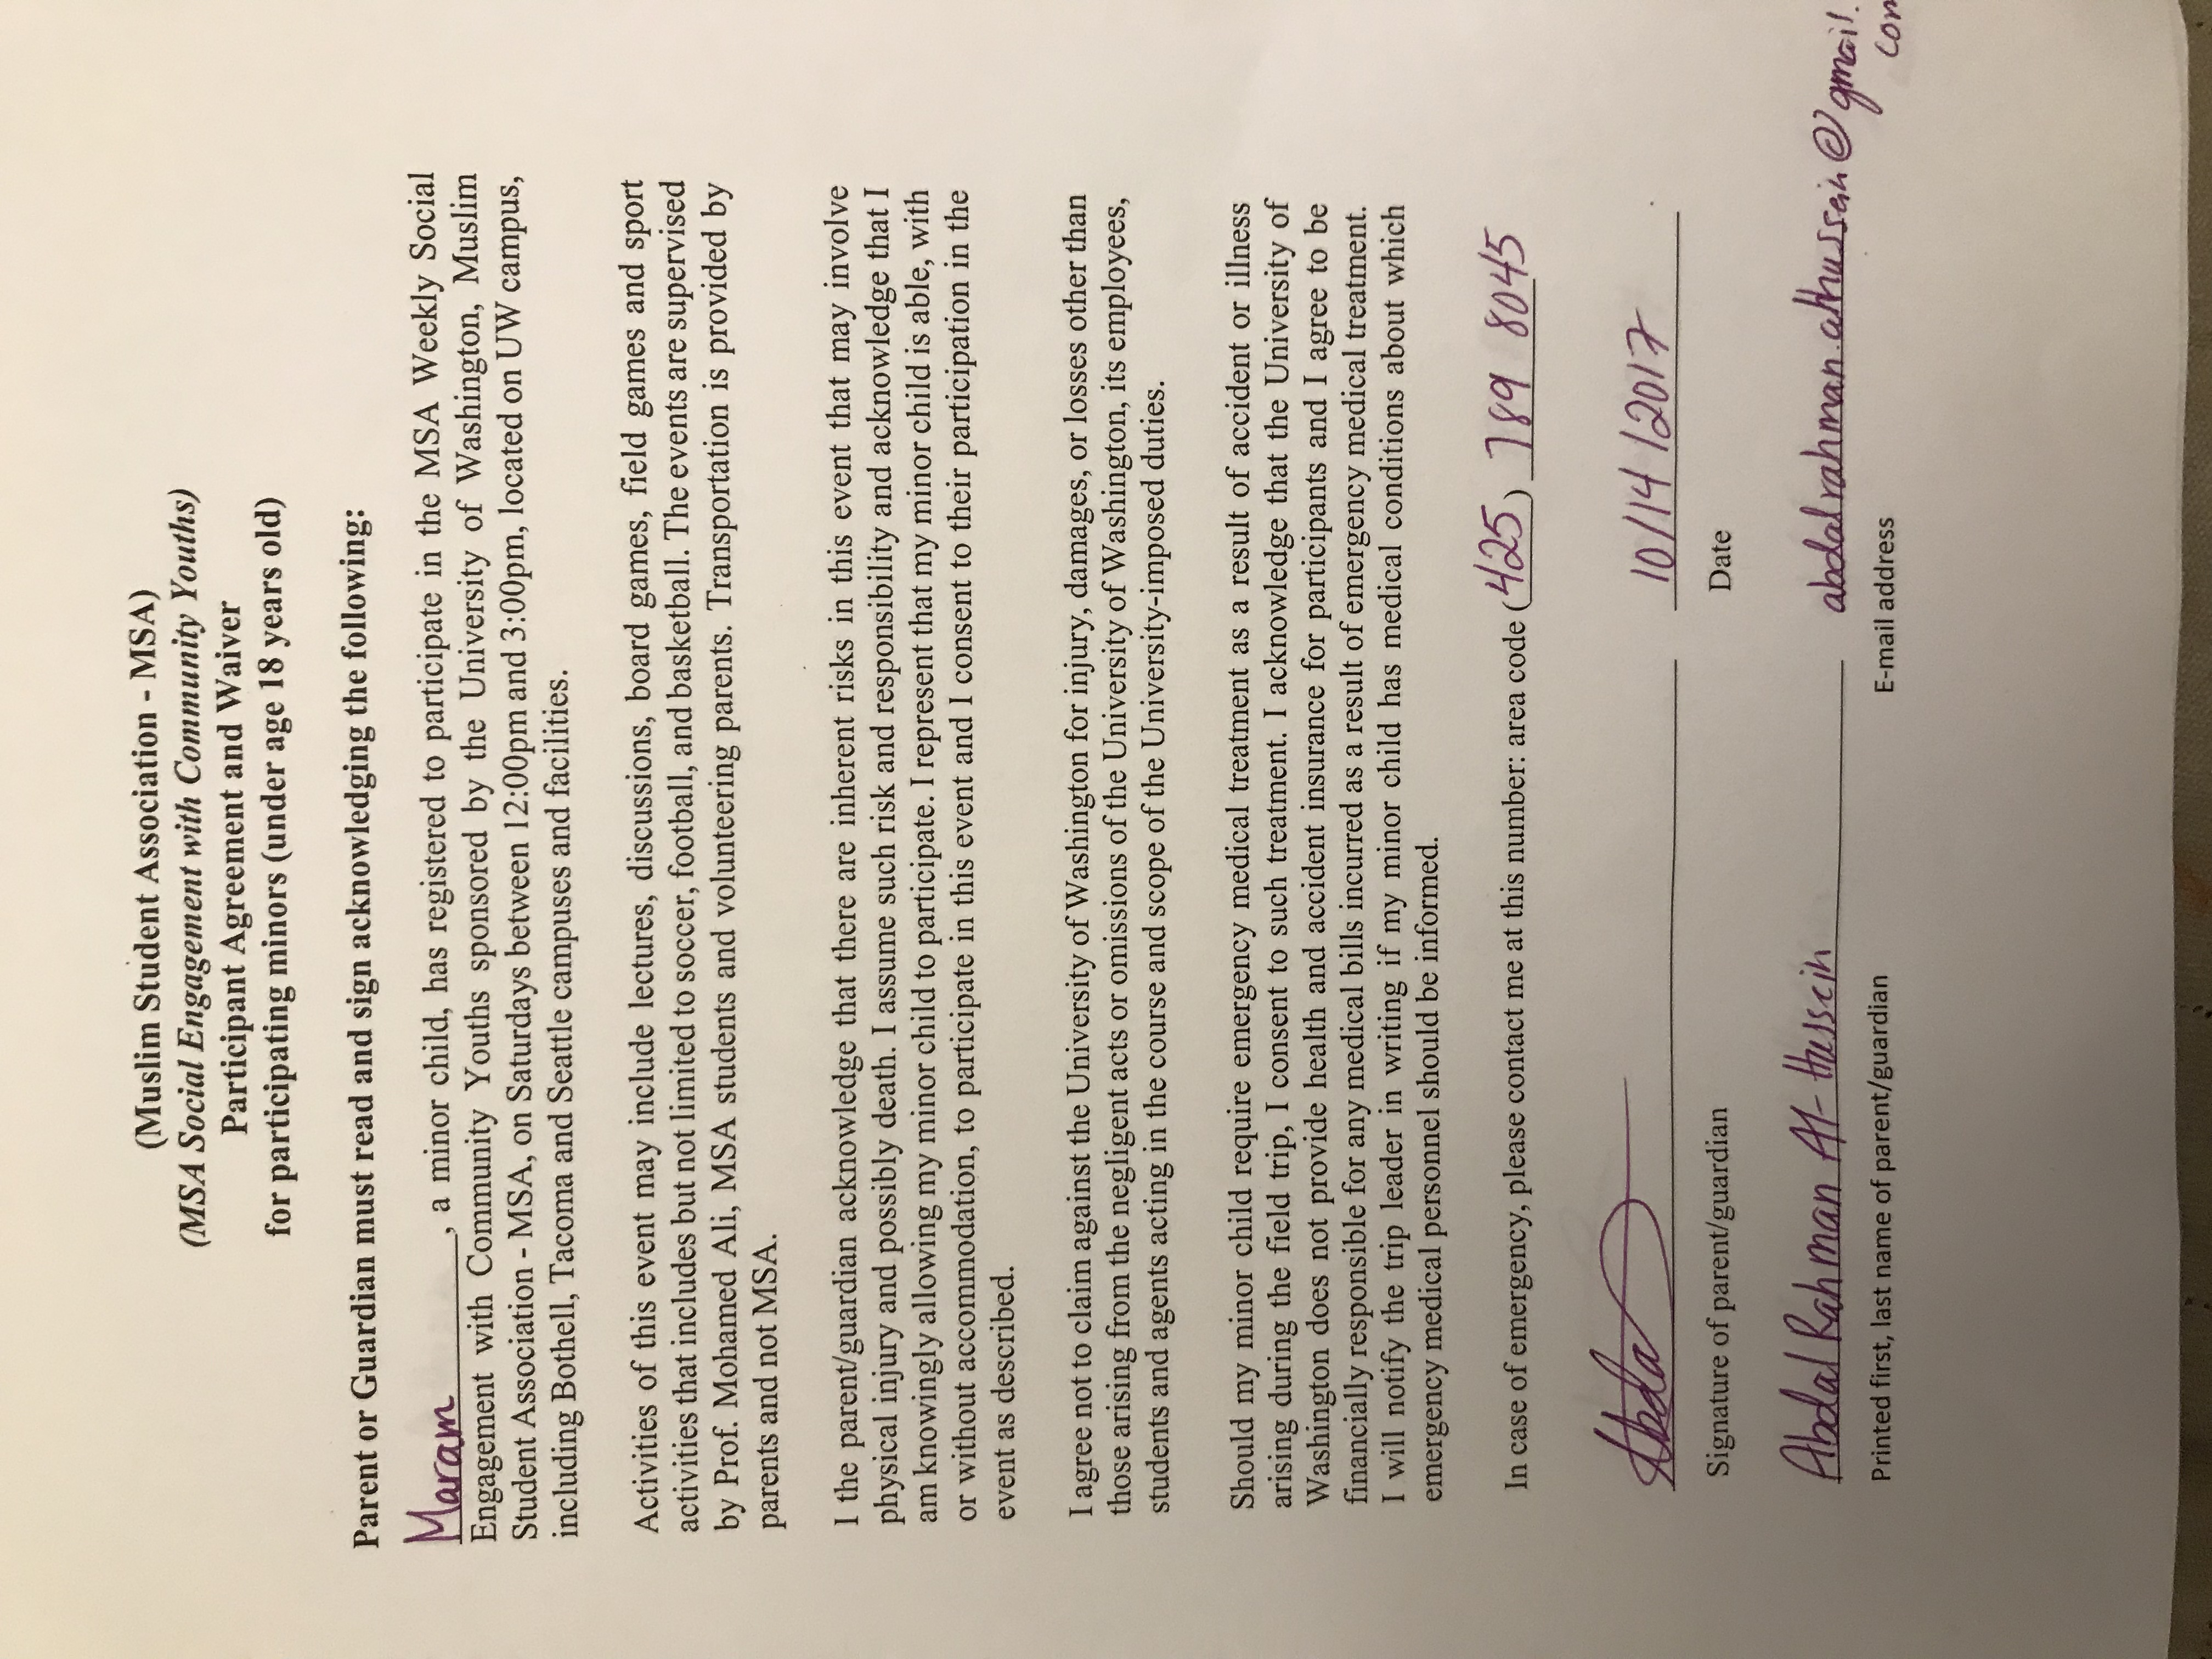 (Muslim Student Association - MSA)
(MSA Social Engagement with Community Youths)
Participant Agreement and Waiver
for participating minors (under age 18 years old)
Parent or Guardian must read and sign acknowledging the following:
Maram, a minor child, has registered to participate in the MSA Weekly Social
Engagement with Community Youths sponsored by the University of Washington, Muslim
Student Association - MSA, on Saturdays between 12:00pm and 3:00pm, located on UW campus,
including Bothell, Tacoma and Seattle campuses and facilities.
Activities of this event may include lectures, discussions, board games, field games and sport
activities that includes but not limited to soccer, football, and basketball. The events are supervised
by Prof. Mohamed Ali, MSA students and volunteering parents. Transportation is provided by
parents and not MSA.
I the parent/guardian acknowledge that there are inherent risks in this event that may involve
physical injury and possibly death. I assume such risk and responsibility and acknowledge that I
am knowingly allowing my minor child to participate. I represent that my minor child is able, with
or without accommodation, to participate in this event and I consent to their participation in the
event as described.
I agree not to claim against the University of Washington for injury, damages, or losses other than
those arising from the negligent acts or omissions of the University of Washington, its employees,
students and agents acting in the course and scope of the University-imposed duties.
Should my minor child require emergency medical treatment as a result of accident or illness
arising during the field trip, I consent to such treatment. I acknowledge that the University of
Washington does not provide health and accident insurance for participants and I agree to be
financially responsible for any medical bills incurred as a result of emergency medical treatment.
I will notify the trip leader in writing if my minor child has medical conditions about which
emergency medical personnel should be informed.
In case of emergency, please contact me at this number: area code (425) 789 8045
Abda 10/14/2017
Signature of parent/guardian Date
Abdal Rahman Al-Hussein abdalrahman.alhussein@gmail.
com
Printed first, last name of parent/guardian E-mail address